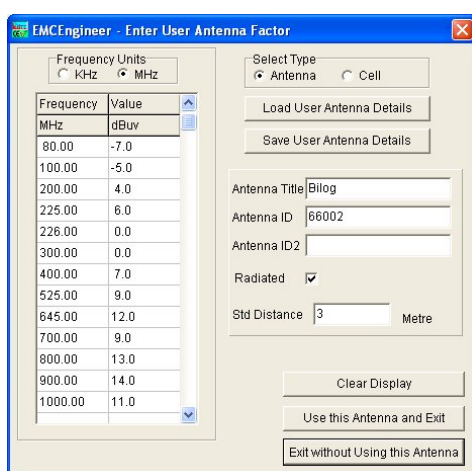 EMCEngineer - Enter User Antenna Factor
Frequency Units
KHz MHz
Frequency Value
MHz dBuv
80.00 -7.0
100.00 -5.0
200.00 4.0
225.00 6.0
226.00 0.0
300.00 0.0
400.00 7.0
525.00 9.0
645.00 12.0
700.00 9.0
800.00 13.0
900.00 14.0
1000.00 11.0
Select Type
Antenna Cell
Load User Antenna Details
Save User Antenna Details
Antenna Title Bilog
Antenna ID 66002
Antenna ID2
Radiated
Std Distance 3 Metre
Clear Display
Use this Antenna and Exit
Exit without Using this Antenna